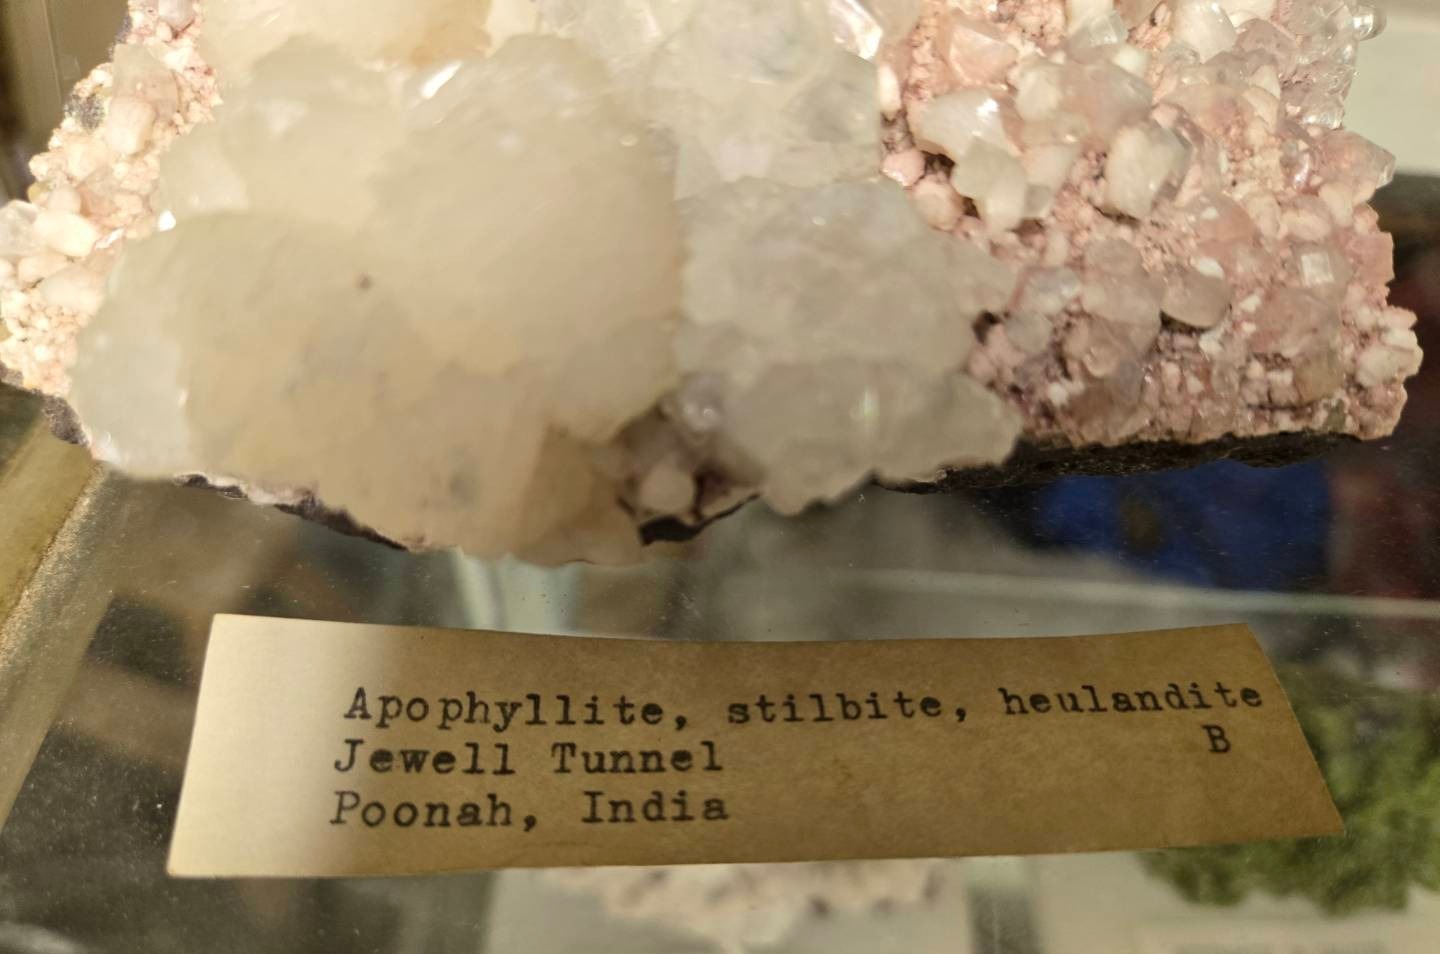 Apophyllite, stilbite, heulandite
B
Jewell Tunnel
Poonah, India